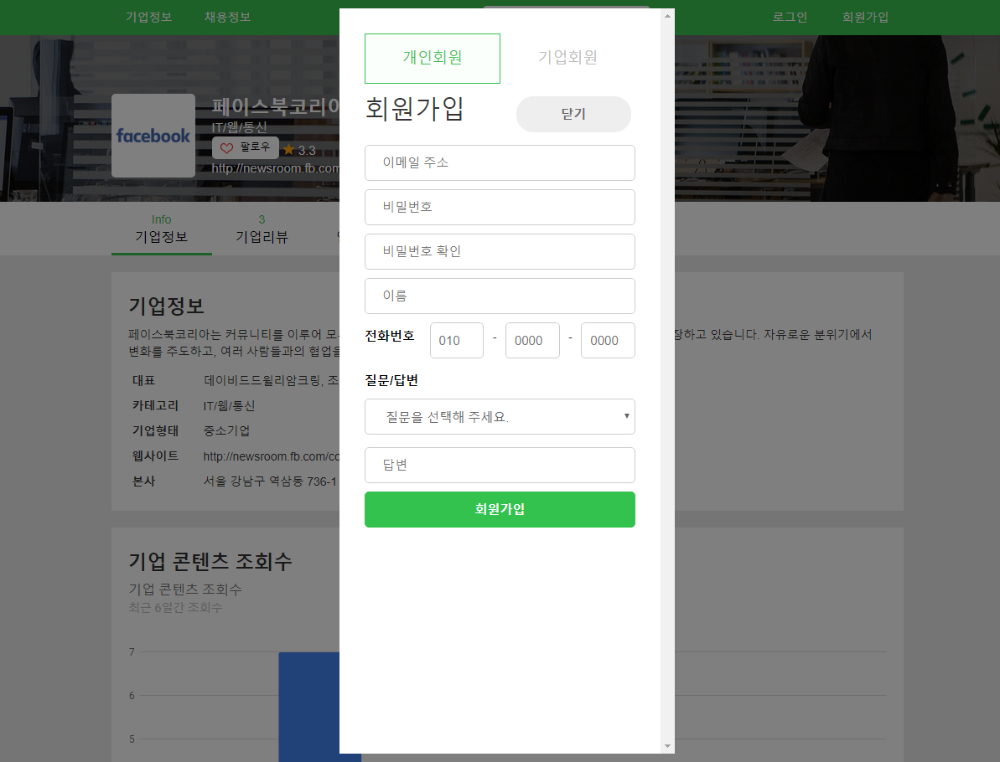 기업정보 채용정보 로그인 회원가입
개인회원 기업회원
회원가입 닫기
이메일 주소
비밀번호
비밀번호 확인
이름
전화번호 010 - 0000 - 0000
질문/답변
질문을 선택해 주세요.
답변
회원가입
facebook
페이스북코리아
IT/웹/통신
팔로우 3.3
http://newsroom.fb.com
Info
기업정보
3
기업리뷰
기업정보
페이스북코리아는 커뮤니티를 이루어 장하고 있습니다. 자유로운 분위기에서
변화를 주도하고, 여러 사람들과의 협업을
대표 데이비드드윌리암크링, 조
카테고리 IT/웹/통신
기업형태 중소기업
웹사이트 http://newsroom.fb.com/co
본사 서울 강남구 역삼동 736-1
기업 콘텐츠 조회수
기업 콘텐츠 조회수
최근 6일간 조회수
7
6
5